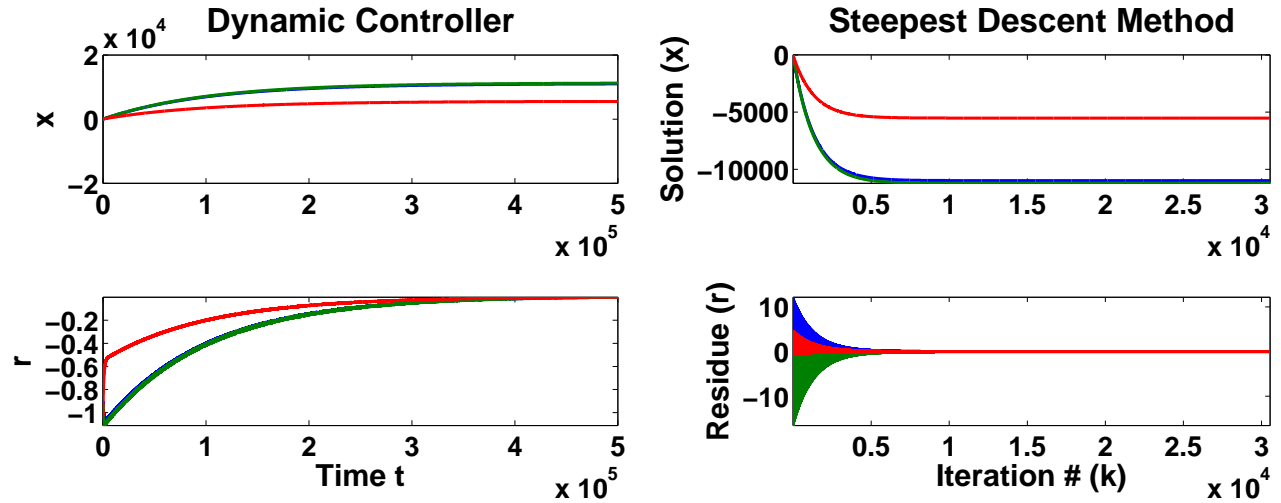 Dynamic Controller
x 10^4
2
0
−2
x
0 1 2 3 4 5
x 10^5
−0.2
−0.4
−0.6
−0.8
−1
r
0 1 2 3 4 5
Time t
x 10^5
Steepest Descent Method
0
−5000
−10000
Solution (x)
0.5 1 1.5 2 2.5 3
x 10^4
10
0
−10
Residue (r)
0.5 1 1.5 2 2.5 3
Iteration # (k)
x 10^4